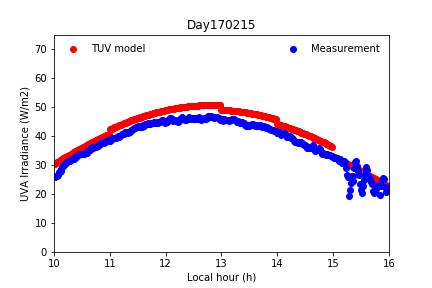 Day170215
TUV model
Measurement
UVA Irradiance (W/m2)
70
60
50
40
30
20
10
0
10 11 12 13 14 15 16
Local hour (h)